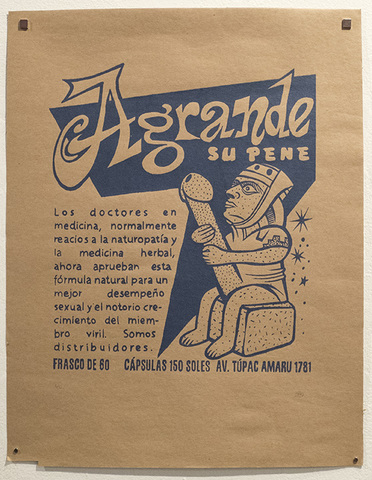 Agrande
SU PENE
Los doctores en
medicina, normalmente
reacios a la naturopatía y
la medicina herbal,
ahora aprueban esta
fórmula natural para un
mejor desempeño
sexual y el notorio cre-
cimiento del miem-
bro viril. Somos
distribuidores.
FRASCO DE 60 CÁPSULAS 150 SOLES AV. TÚPAC AMARU 1781